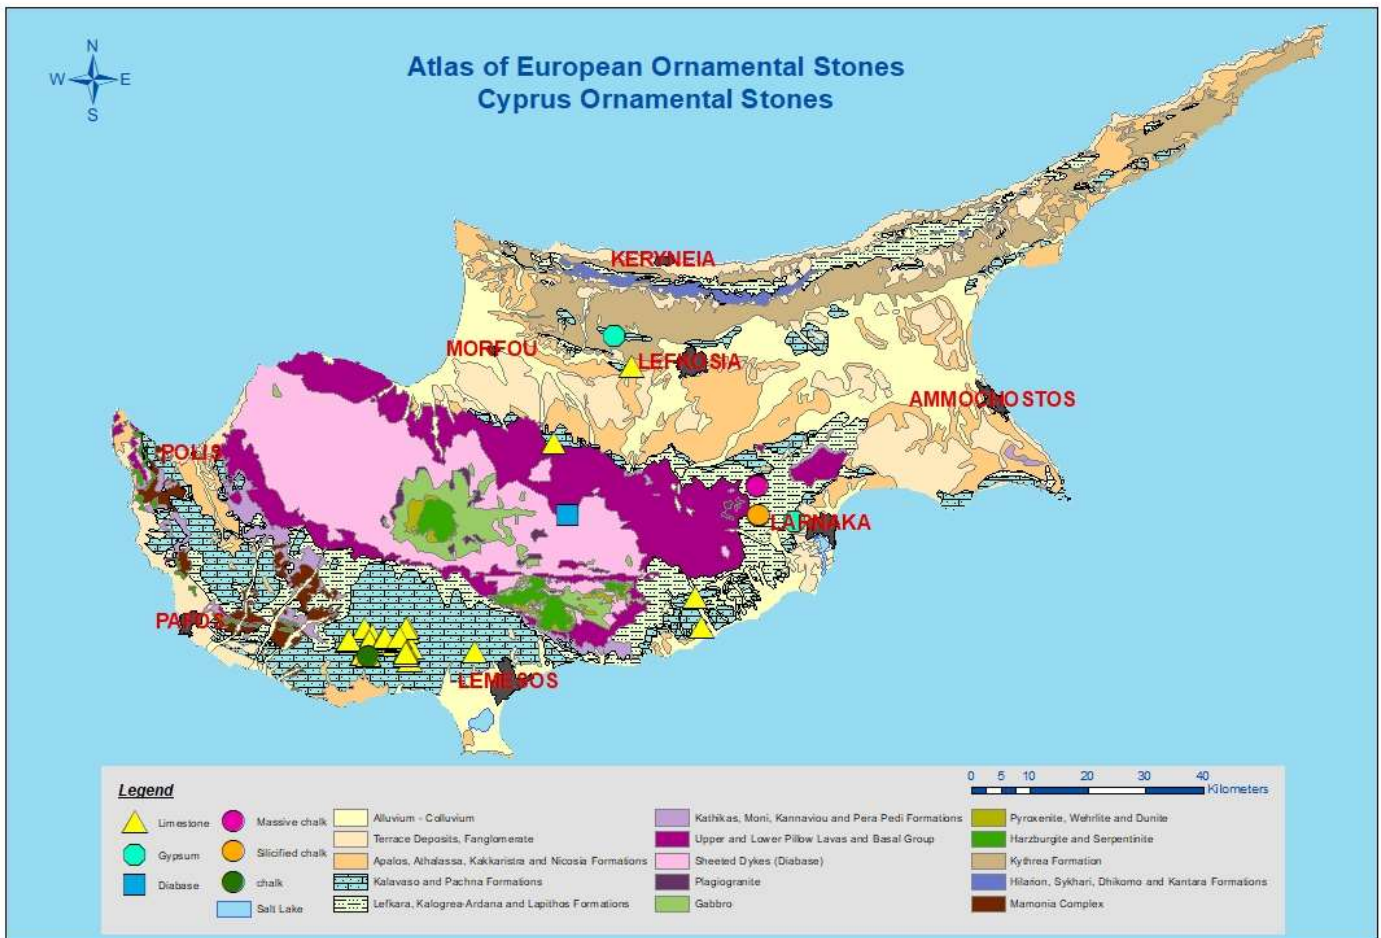 N
W E
S
Atlas of European Ornamental Stones
Cyprus Ornamental Stones
KERYNEIA
MORFOU
LEFKOSIA
AMMOCHOSTOS
POLIS
LARNAKA
PAFOS
LEMESOS
Legend
Limestone
Gypsum
Diabase
Massive chalk
Silicified chalk
chalk
Salt Lake
Alluvium - Colluvium
Terrace Deposits, Fanglomerate
Apalos, Athalassa, Kakkaristra and Nicosia Formations
Kalavaso and Pachna Formations
Lefkara, Kalogrea-Ardana and Lapithos Formations
Kathikas, Moni, Kannaviou and Pera Pedi Formations
Upper and Lower Pillow Lavas and Basal Group
Sheeted Dykes (Diabase)
Plagiogranite
Gabbro
0 5 10 20 30 40
Kilometers
Pyroxenite, Wehrlite and Dunite
Harzburgite and Serpentinite
Kythrea Formation
Hilarion, Sykhari, Dhikomo and Kantara Formations
Mamonia Complex